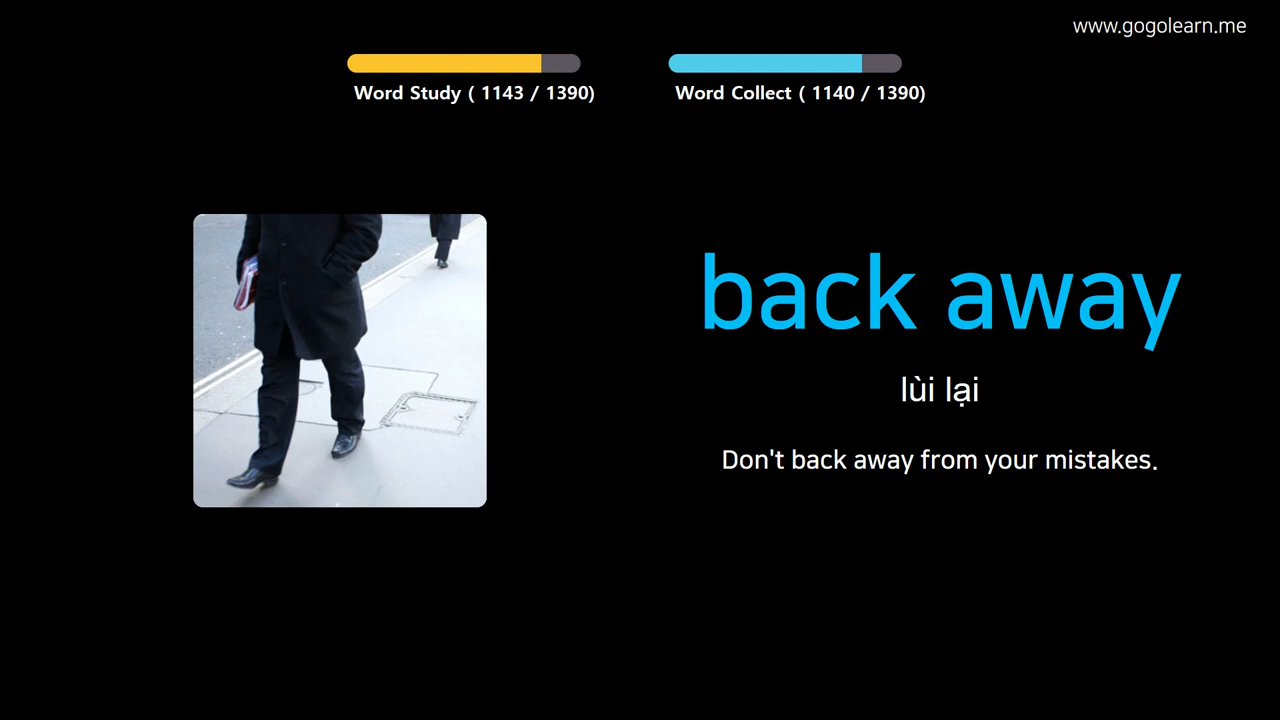 www.gogolearn.me
Word Study ( 1143 / 1390)
Word Collect ( 1140 / 1390)
back away
lùi lại
Don't back away from your mistakes.